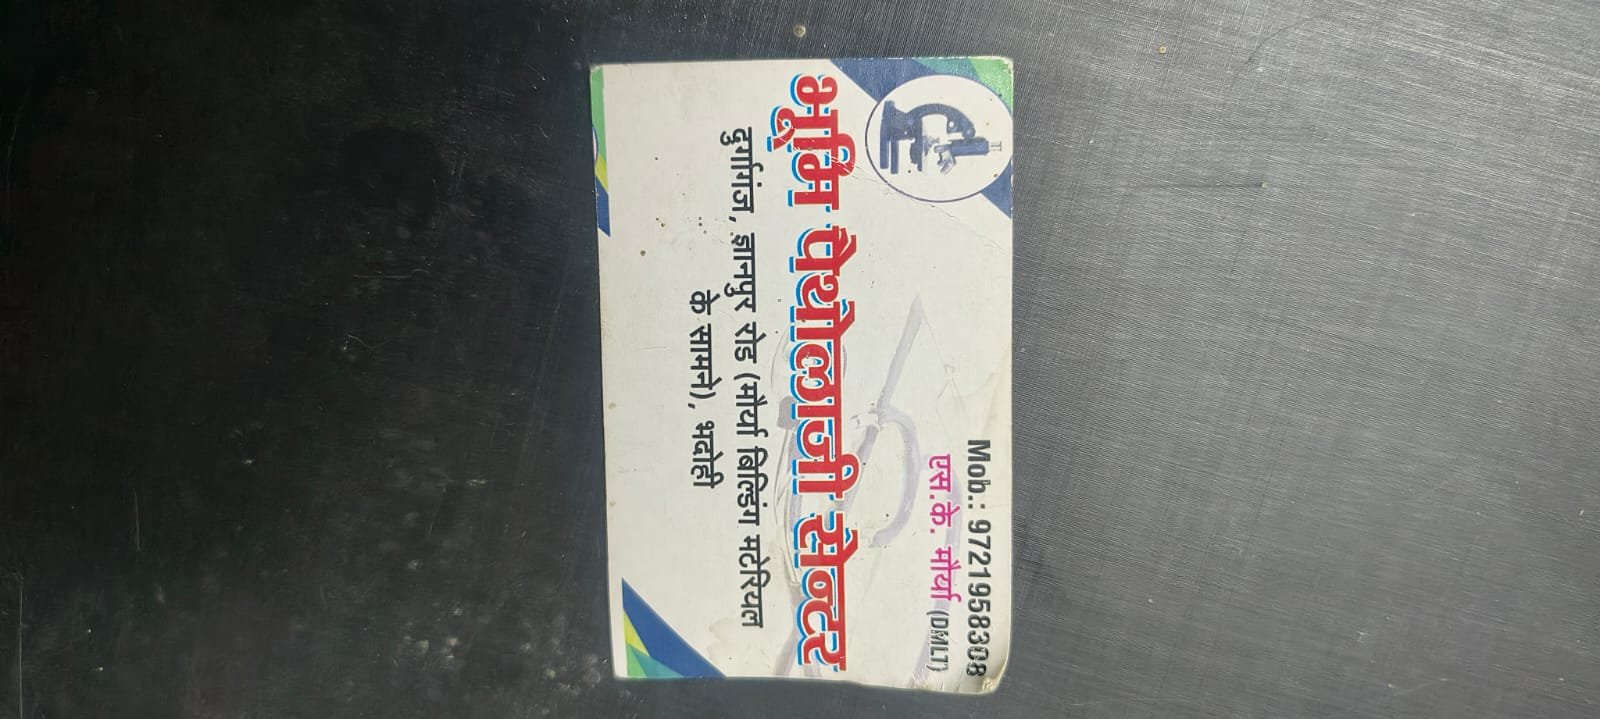 Mob.: 9721958308
एस.के. मौर्या (DMLT)
भूमि पैथोलाजी सेन्टर
दुर्गागंज, ज्ञानपुर रोड (मौर्या बिल्डिंग मटेरियल
के सामने), भदोही